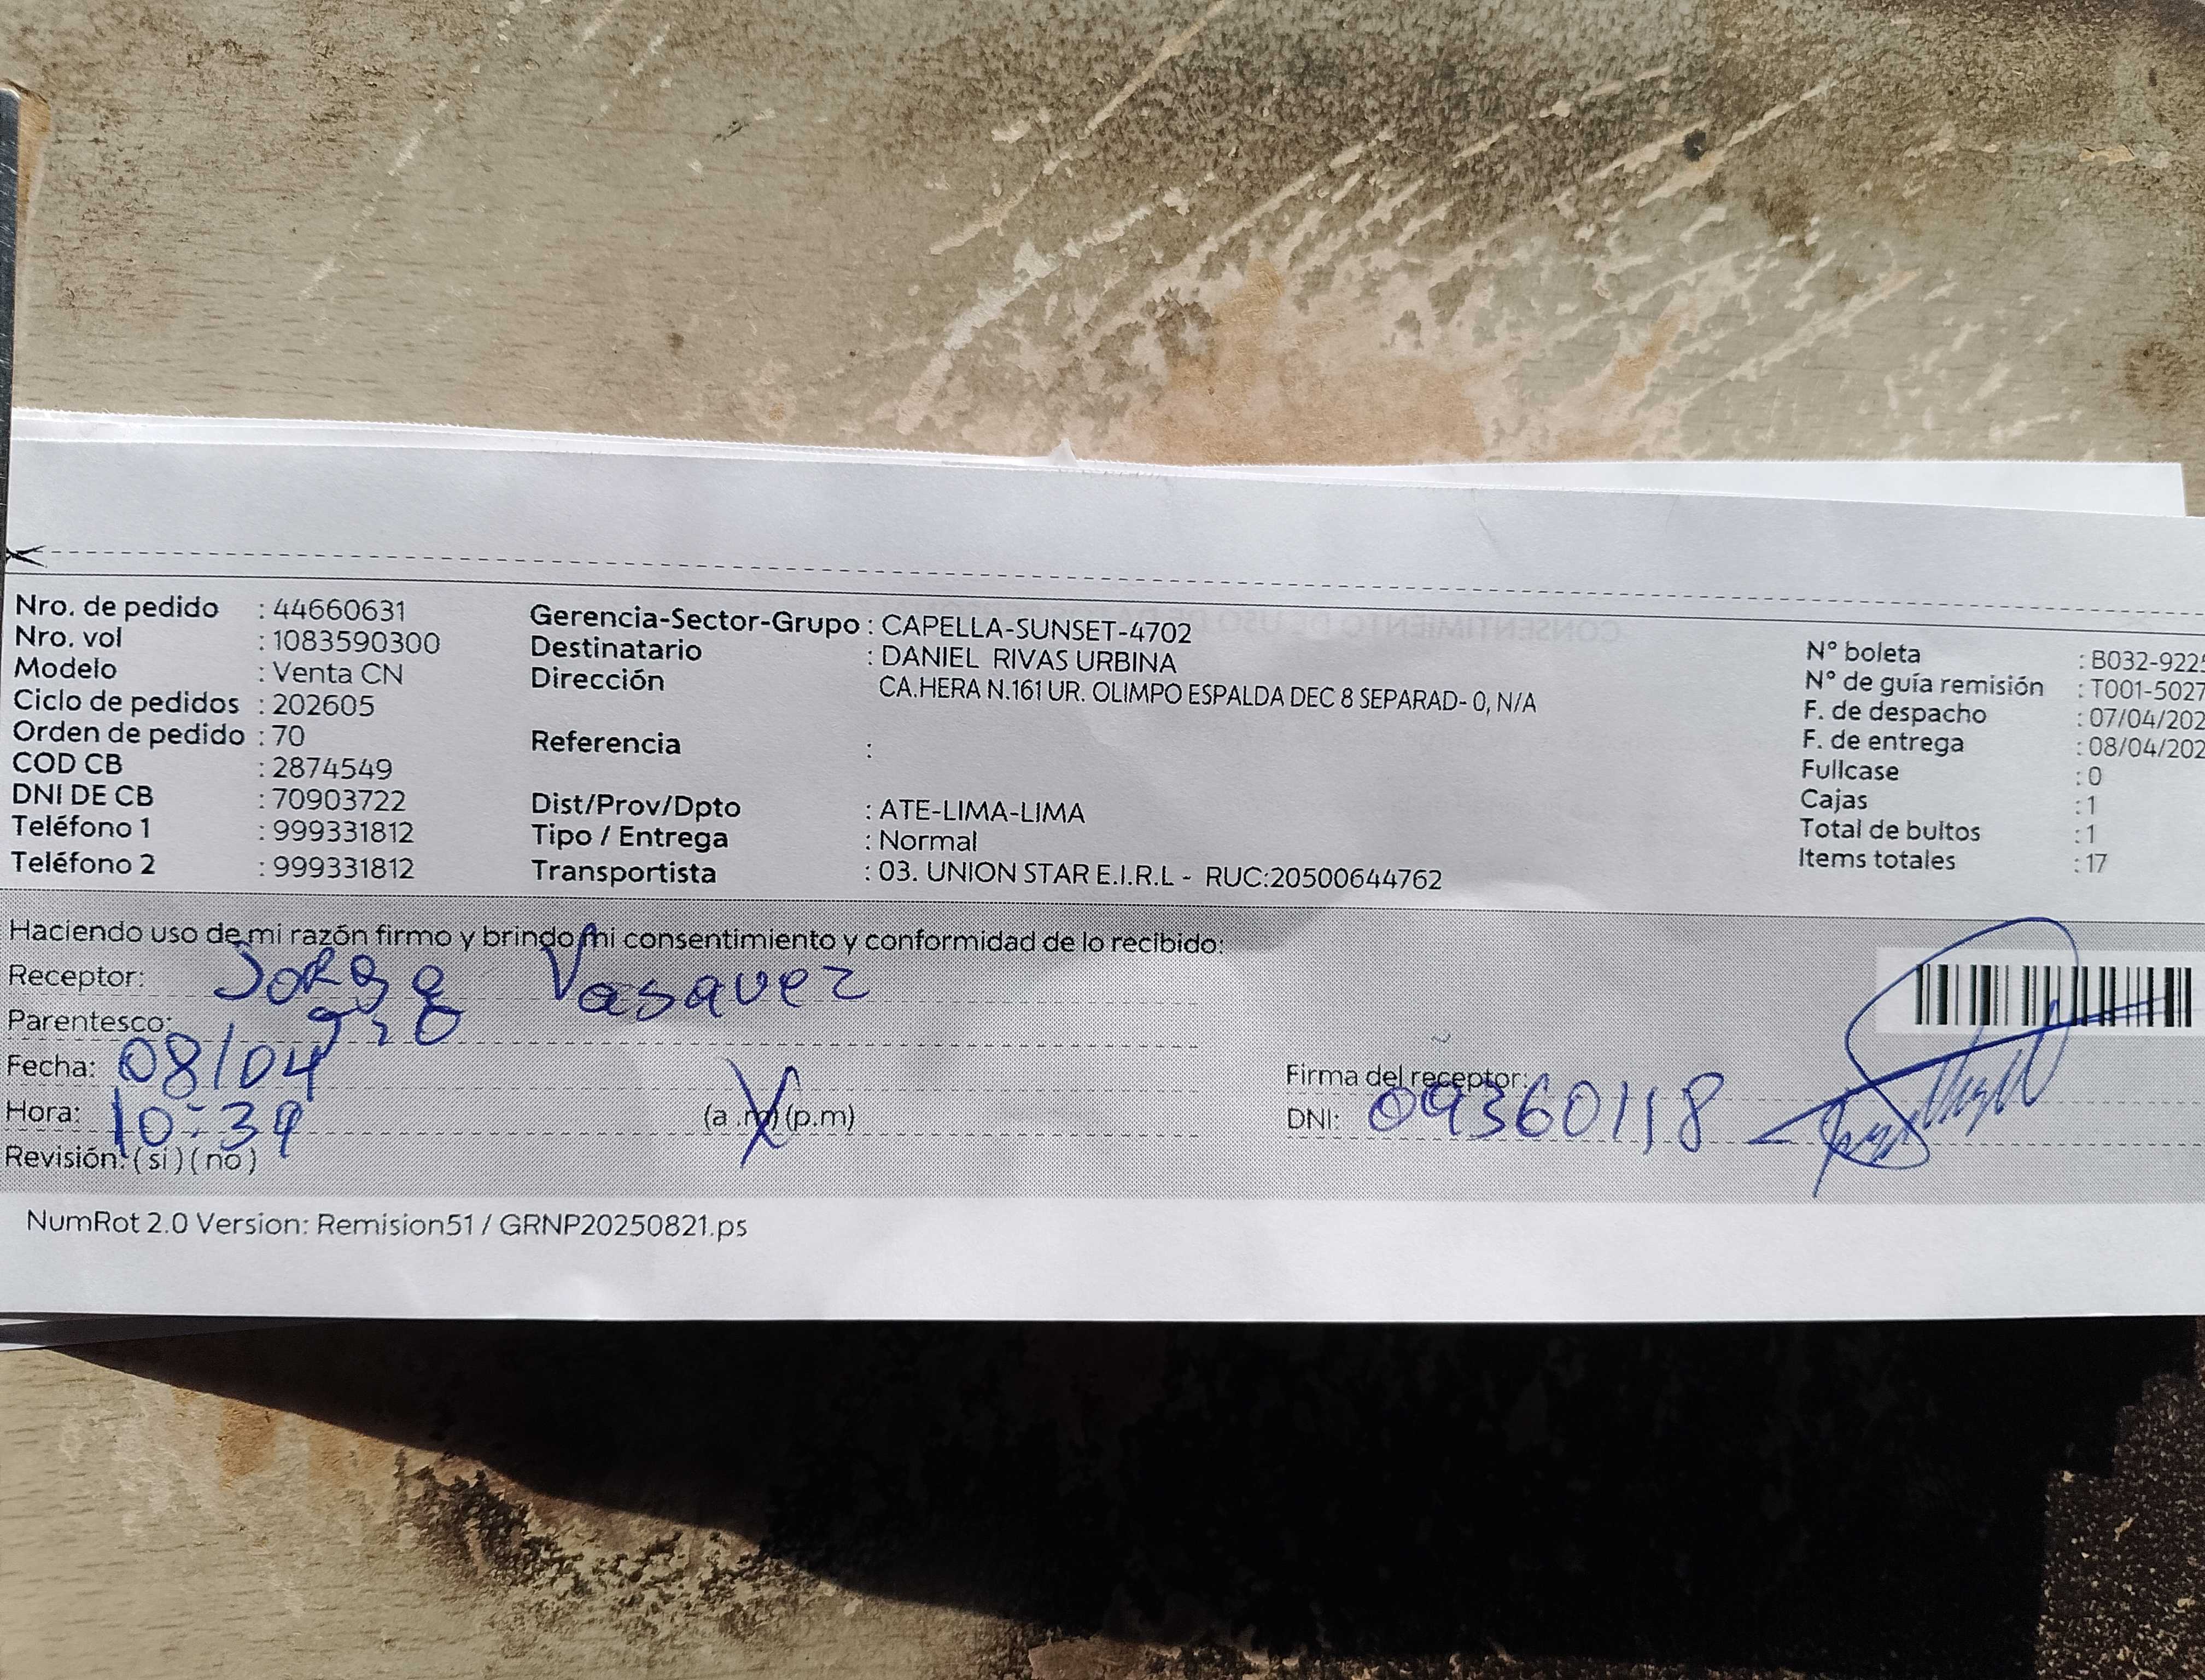 Nro. de pedido : 44660631
Nro. vol : 1083590300
Modelo : Venta CN
Ciclo de pedidos : 202605
Orden de pedido : 70
COD CB : 2874549
DNI DE CB : 70903722
Teléfono 1 : 999331812
Teléfono 2 : 999331812
Gerencia-Sector-Grupo : CAPELLA-SUNSET-4702
Destinatario : DANIEL RIVAS URBINA
Dirección CA.HERA N.161 UR. OLIMPO ESPALDA DEC 8 SEPARAD- 0, N/A
Referencia :
Dist/Prov/Dpto : ATE-LIMA-LIMA
Tipo / Entrega : Normal
Transportista : 03. UNION STAR E.I.R.L - RUC:20500644762
N° boleta : B032-9225
N° de guía remisión : T001-5027
F. de despacho : 07/04/202
F. de entrega : 08/04/202
Fullcase : 0
Cajas : 1
Total de bultos : 1
Items totales : 17
Haciendo uso de mi razón firmo y brindo mi consentimiento y conformidad de lo recibido:
Receptor: Jorge Vasquez
Parentesco:
Fecha: 08/04
Hora: 10:39 (a.m) (p.m)
Revisión: (si) (no)
Firma del receptor:
DNI: 09360118
NumRot 2.0 Version: Remision51 / GRNP20250821.ps